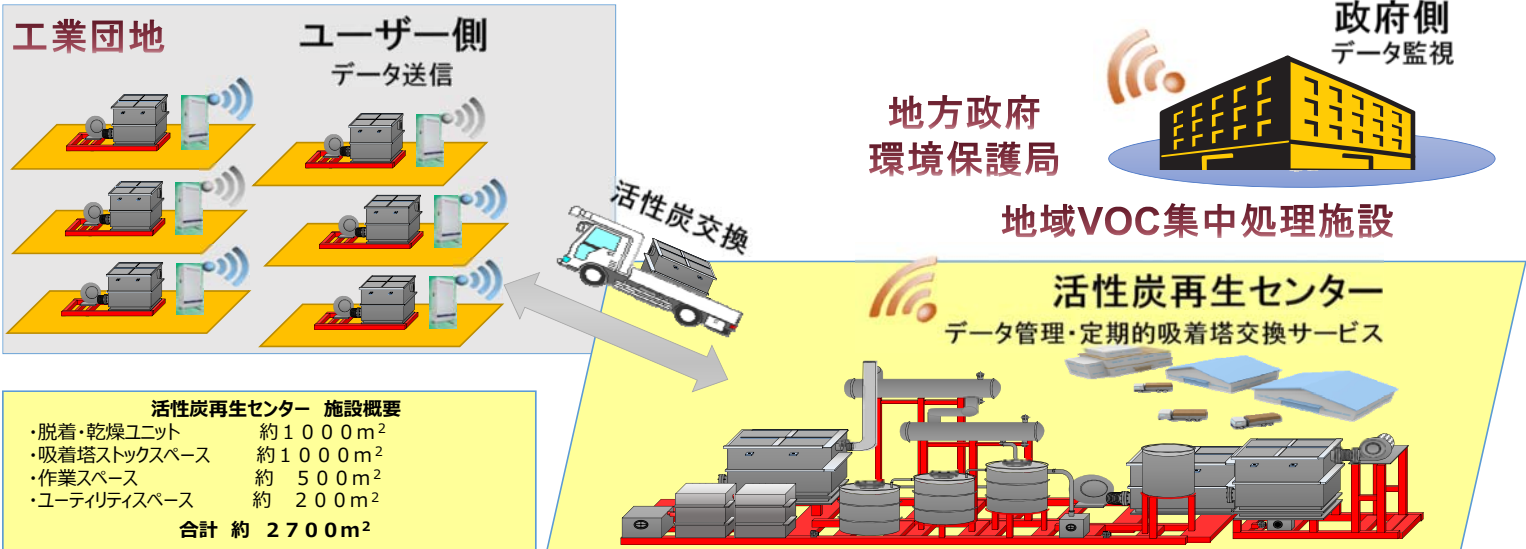 工業団地
ユーザー側
データ送信
政府側
データ監視
地方政府
環境保護局
地域VOC集中処理施設
活性炭交換
活性炭再生センター
データ管理・定期的吸着塔交換サービス
活性炭再生センター 施設概要
・脱着・乾燥ユニット 約1000m²
・吸着塔ストックスペース 約1000m²
・作業スペース 約 500m²
・ユーティリティスペース 約 200m²
合計 約 2700m²